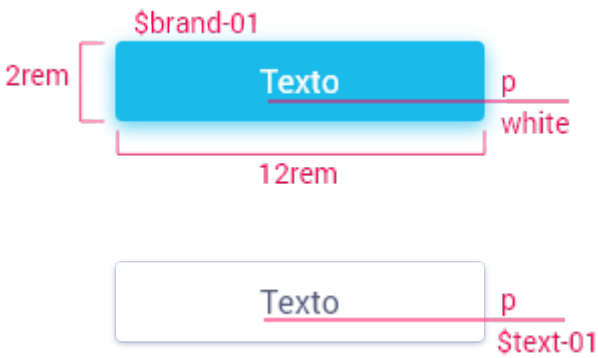 $brand-01
2rem
Texto
p
white
12rem
Texto
p
$text-01